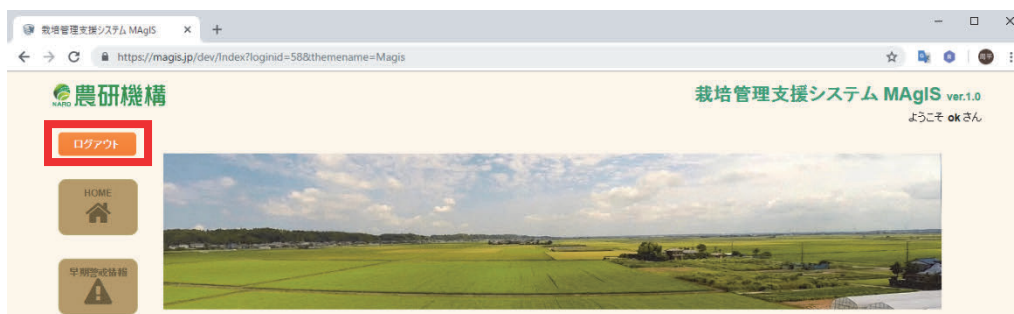 栽培管理支援システム MAgIS
https://magis.jp/dev/Index?loginid=58&themename=Magis
NARO 農研機構
栽培管理支援システム MAgIS ver.1.0
ようこそ ok さん
ログアウト
HOME
早期警戒情報